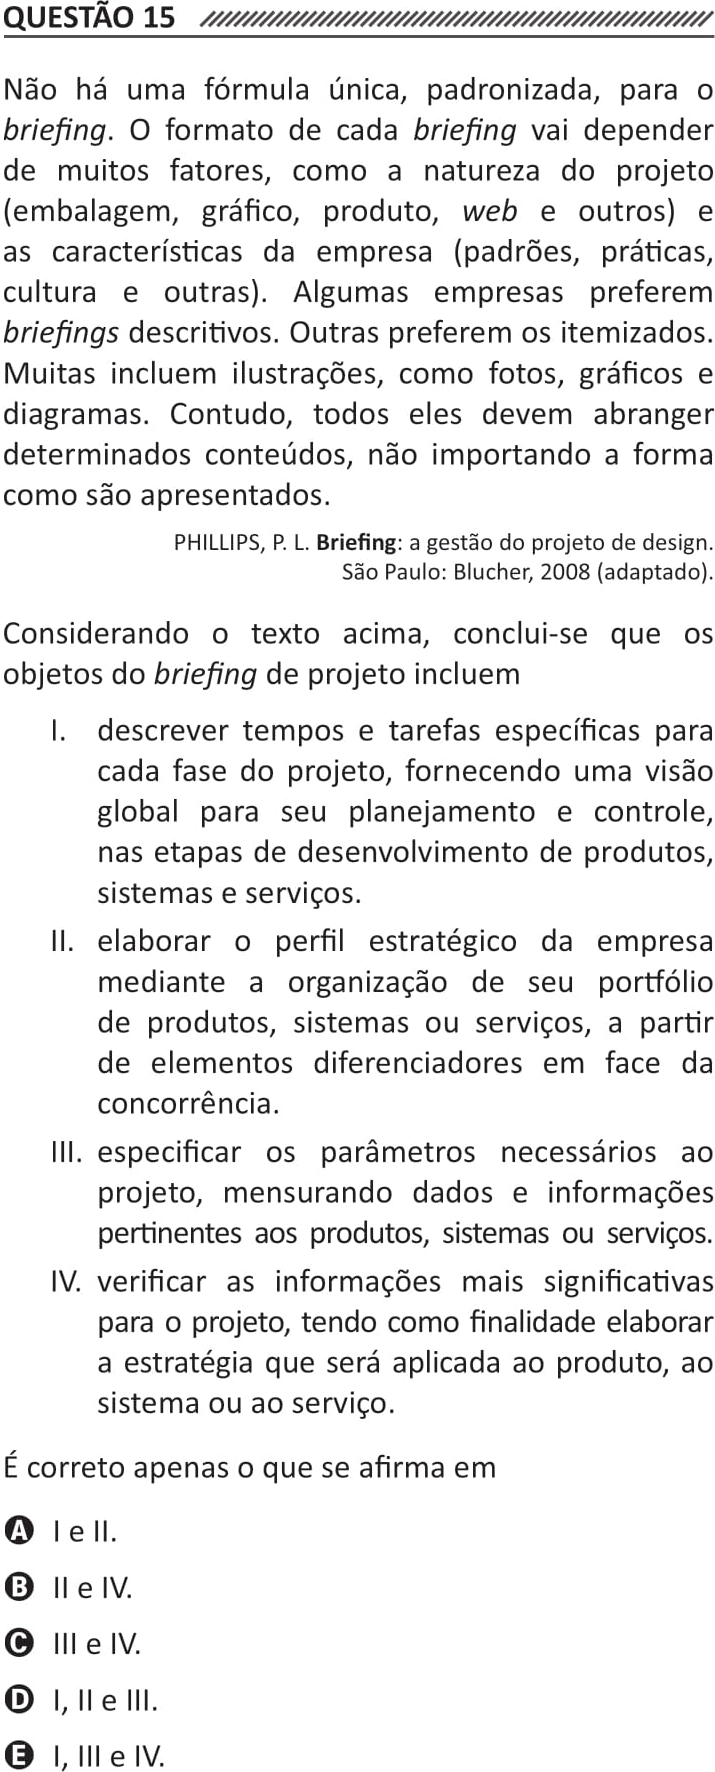 QUESTÃO 15
Não há uma fórmula única, padronizada, para o
briefing. O formato de cada briefing vai depender
de muitos fatores, como a natureza do projeto
(embalagem, gráfico, produto, web e outros) e
as características da empresa (padrões, práticas,
cultura e outras). Algumas empresas preferem
briefings descritivos. Outras preferem os itemizados.
Muitas incluem ilustrações, como fotos, gráficos e
diagramas. Contudo, todos eles devem abranger
determinados conteúdos, não importando a forma
como são apresentados.
PHILLIPS, P. L. Briefing: a gestão do projeto de design.
São Paulo: Blucher, 2008 (adaptado).
Considerando o texto acima, conclui-se que os
objetos do briefing de projeto incluem
I. descrever tempos e tarefas específicas para
cada fase do projeto, fornecendo uma visão
global para seu planejamento e controle,
nas etapas de desenvolvimento de produtos,
sistemas e serviços.
II. elaborar o perfil estratégico da empresa
mediante a organização de seu portfólio
de produtos, sistemas ou serviços, a partir
de elementos diferenciadores em face da
concorrência.
III. especificar os parâmetros necessários ao
projeto, mensurando dados e informações
pertinentes aos produtos, sistemas ou serviços.
IV. verificar as informações mais significativas
para o projeto, tendo como finalidade elaborar
a estratégia que será aplicada ao produto, ao
sistema ou ao serviço.
É correto apenas o que se afirma em
A I e II.
B II e IV.
C III e IV.
D I, II e III.
E I, III e IV.